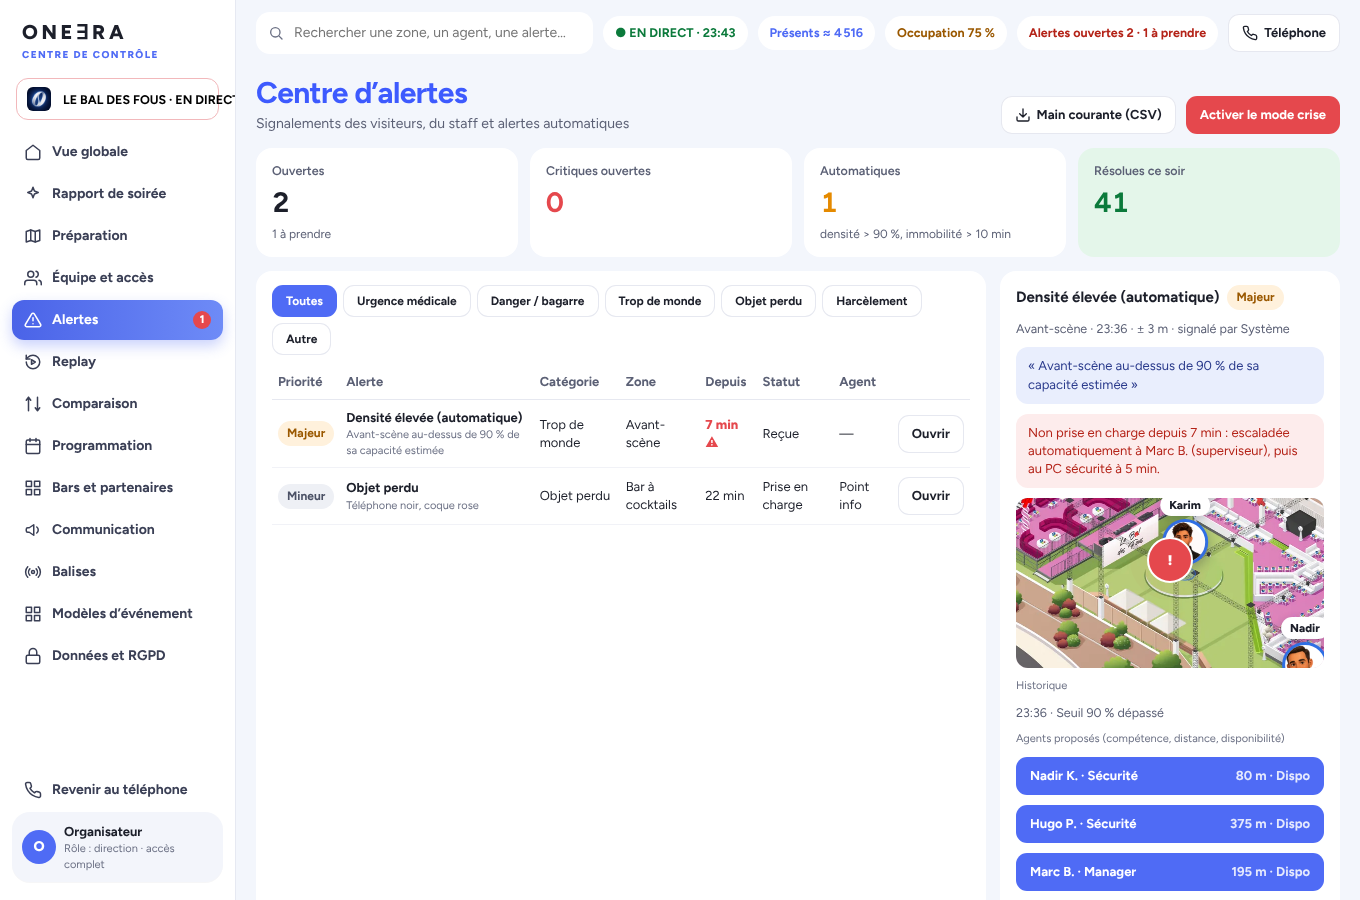 ONEERA
CENTRE DE CONTRÔLE
LE BAL DES FOUS · EN DIRECT
Vue globale
Rapport de soirée
Préparation
Équipe et accès
Alertes
1
Replay
Comparaison
Programmation
Bars et partenaires
Communication
Balises
Modèles d’événement
Données et RGPD
Revenir au téléphone
O
Organisateur
Rôle : direction · accès
complet
Rechercher une zone, un agent, une alerte...
EN DIRECT · 23:43
Présents ≈ 4 516
Occupation 75 %
Alertes ouvertes 2 · 1 à prendre
Téléphone
Centre d’alertes
Signalements des visiteurs, du staff et alertes automatiques
Main courante (CSV)
Activer le mode crise
Ouvertes
2
1 à prendre
Critiques ouvertes
0
Automatiques
1
densité > 90 %, immobilité > 10 min
Résolues ce soir
41
Toutes
Urgence médicale
Danger / bagarre
Trop de monde
Objet perdu
Harcèlement
Autre
Priorité Alerte Catégorie Zone Depuis Statut Agent
Majeur
Densité élevée (automatique)
Avant-scène au-dessus de 90 % de
sa capacité estimée
Trop de
monde
Avant-
scène
7 min
Reçue
—
Ouvrir
Mineur
Objet perdu
Téléphone noir, coque rose
Objet perdu
Bar à
cocktails
22 min
Prise en
charge
Point
info
Ouvrir
Densité élevée (automatique)
Majeur
Avant-scène · 23:36 · ± 3 m · signalé par Système
« Avant-scène au-dessus de 90 % de sa
capacité estimée »
Non prise en charge depuis 7 min : escaladée
automatiquement à Marc B. (superviseur), puis
au PC sécurité à 5 min.
Karim
Le Bal
des Fous
!
Nadir
Historique
23:36 · Seuil 90 % dépassé
Agents proposés (compétence, distance, disponibilité)
Nadir K. · Sécurité
80 m · Dispo
Hugo P. · Sécurité
375 m · Dispo
Marc B. · Manager
195 m · Dispo